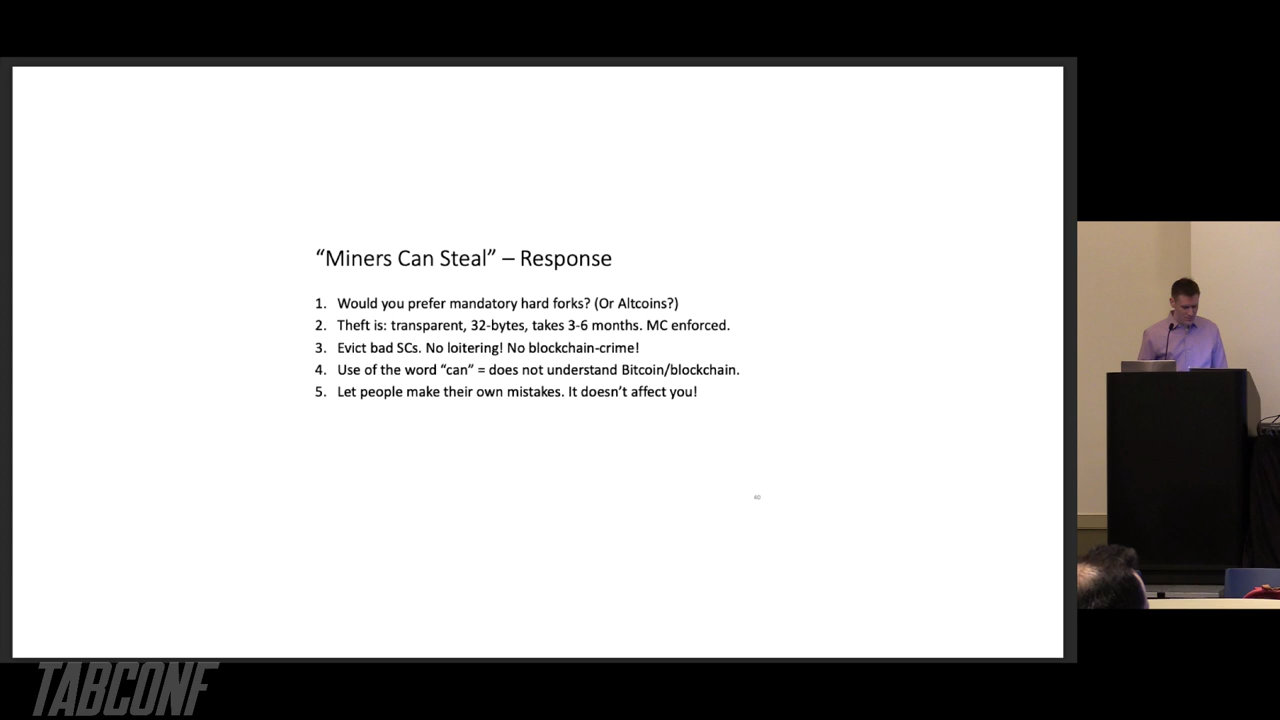 “Miners Can Steal” – Response
1. Would you prefer mandatory hard forks? (Or Altcoins?)
2. Theft is: transparent, 32-bytes, takes 3-6 months. MC enforced.
3. Evict bad SCs. No loitering! No blockchain-crime!
4. Use of the word “can” = does not understand Bitcoin/blockchain.
5. Let people make their own mistakes. It doesn’t affect you!
40
TABCONF